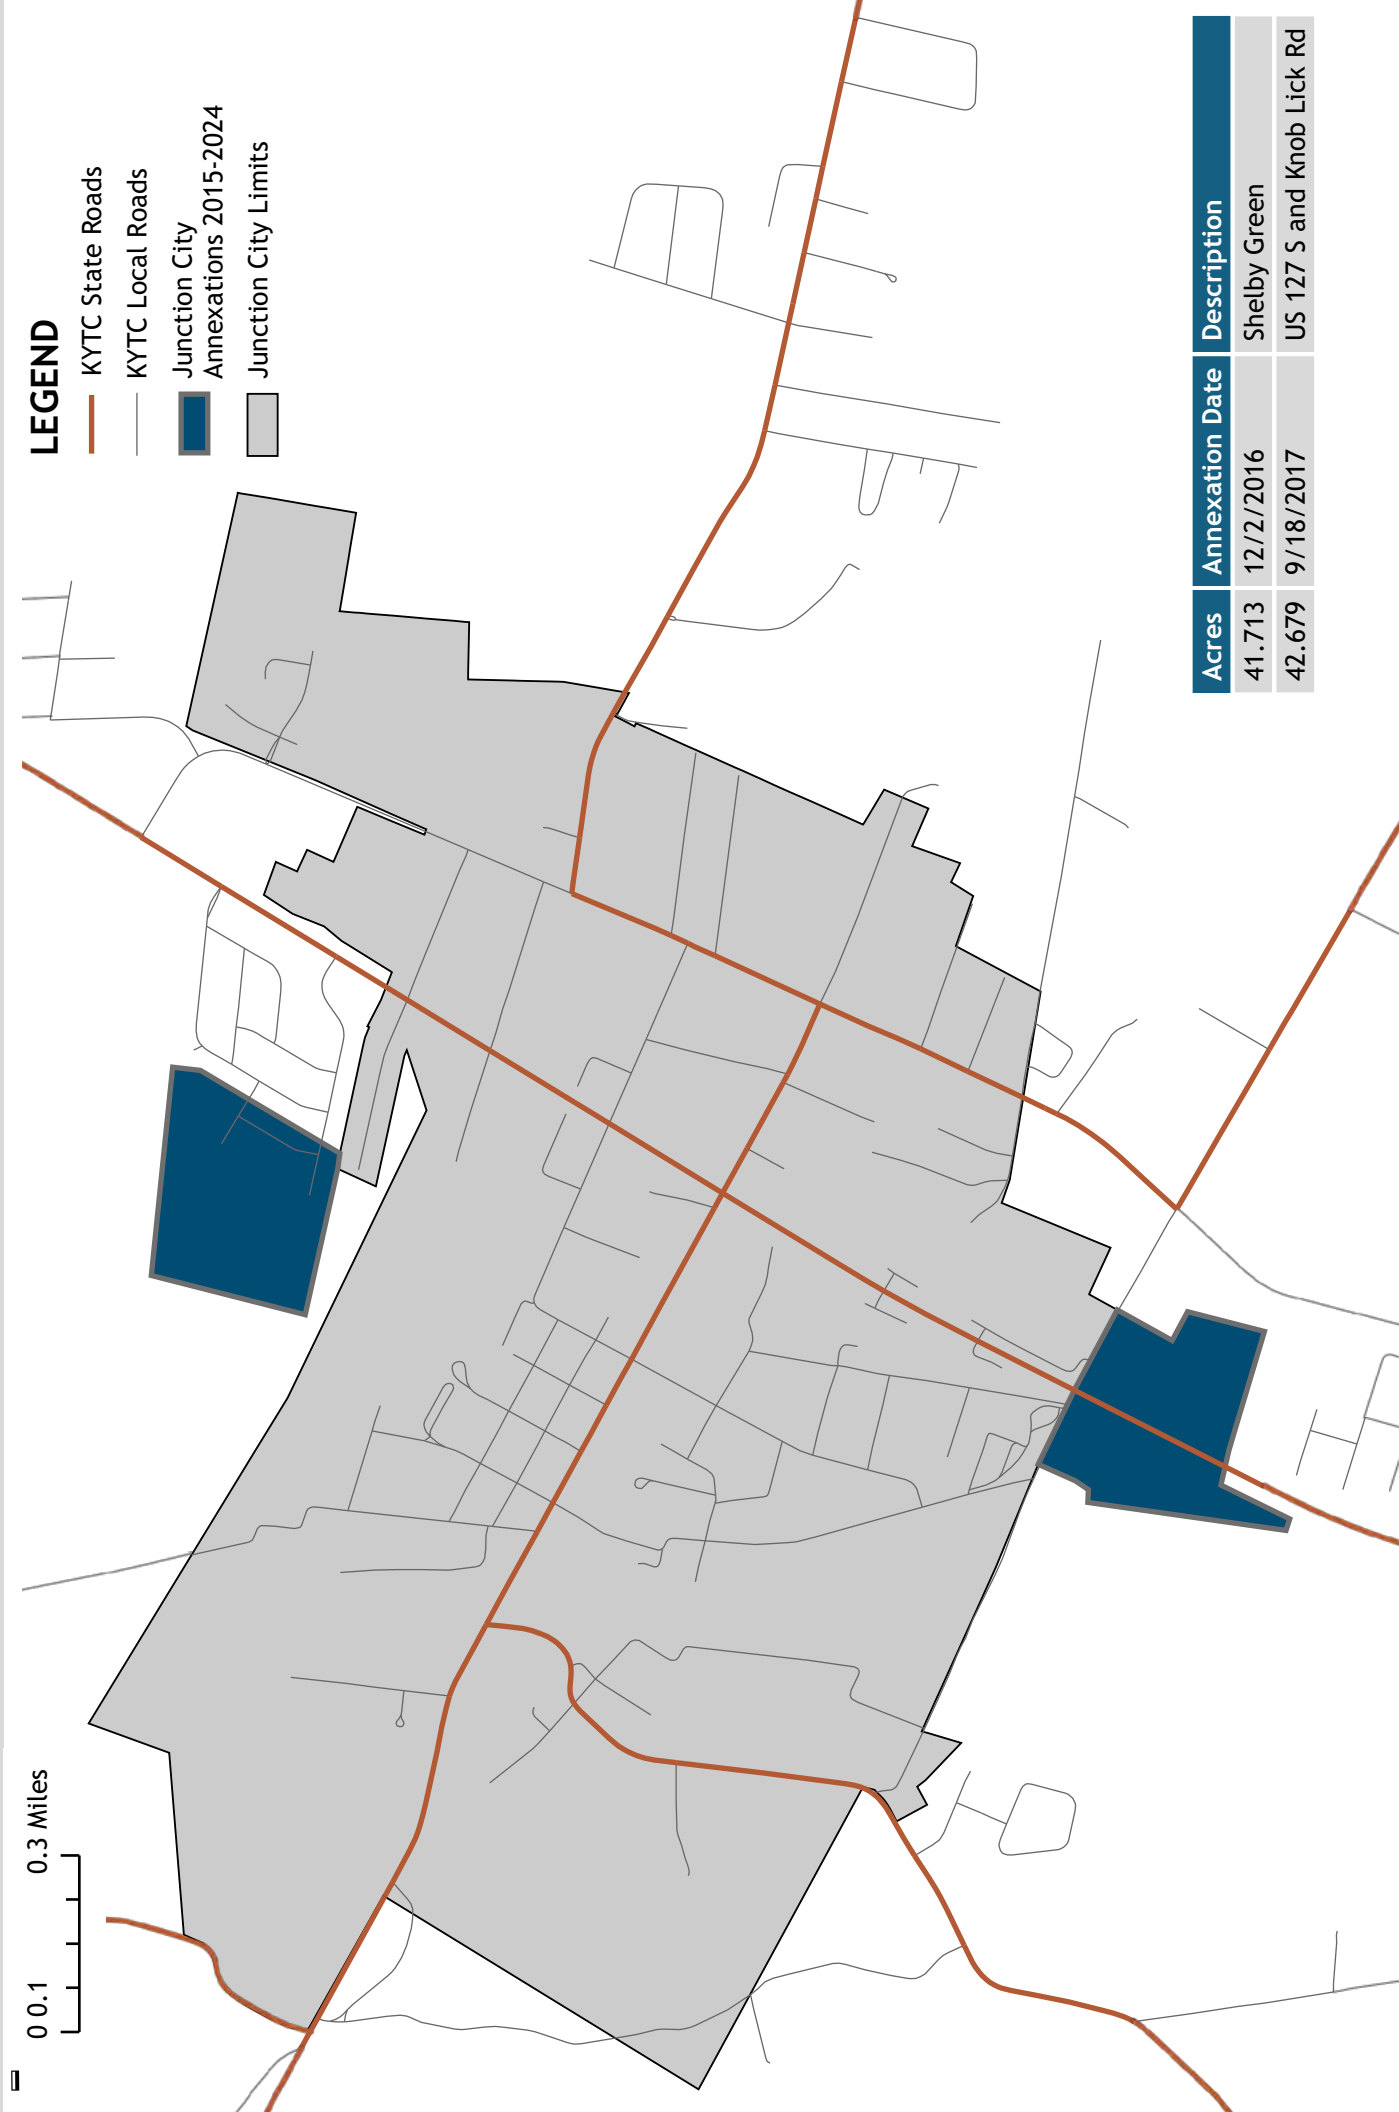 LEGEND
KYTC State Roads
KYTC Local Roads
Junction City
Annexations 2015-2024
Junction City Limits
0 0.1 0.3 Miles
Acres Annexation Date Description
41.713 12/2/2016 Shelby Green
42.679 9/18/2017 US 127 S and Knob Lick Rd